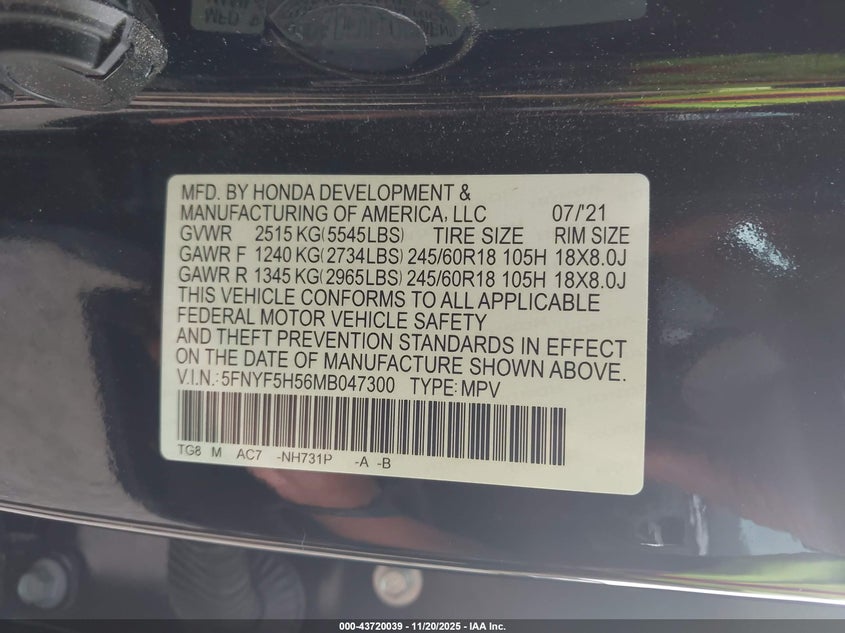 MFD. BY HONDA DEVELOPMENT &
MANUFACTURING OF AMERICA, LLC 07/'21
GVWR 2515 KG(5545LBS) TIRE SIZE RIM SIZE
GAWR F 1240 KG(2734LBS) 245/60R18 105H 18X8.0J
GAWR R 1345 KG(2965LBS) 245/60R18 105H 18X8.0J
THIS VEHICLE CONFORMS TO ALL APPLICABLE
FEDERAL MOTOR VEHICLE SAFETY
AND THEFT PREVENTION STANDARDS IN EFFECT
ON THE DATE OF MANUFACTURE SHOWN ABOVE.
V.I.N.: 5FNYF5H56MB047300 TYPE: MPV
TG8 M AC7 -NH731P -A -B
000-43720039 - 11/20/2025 - IAA Inc.